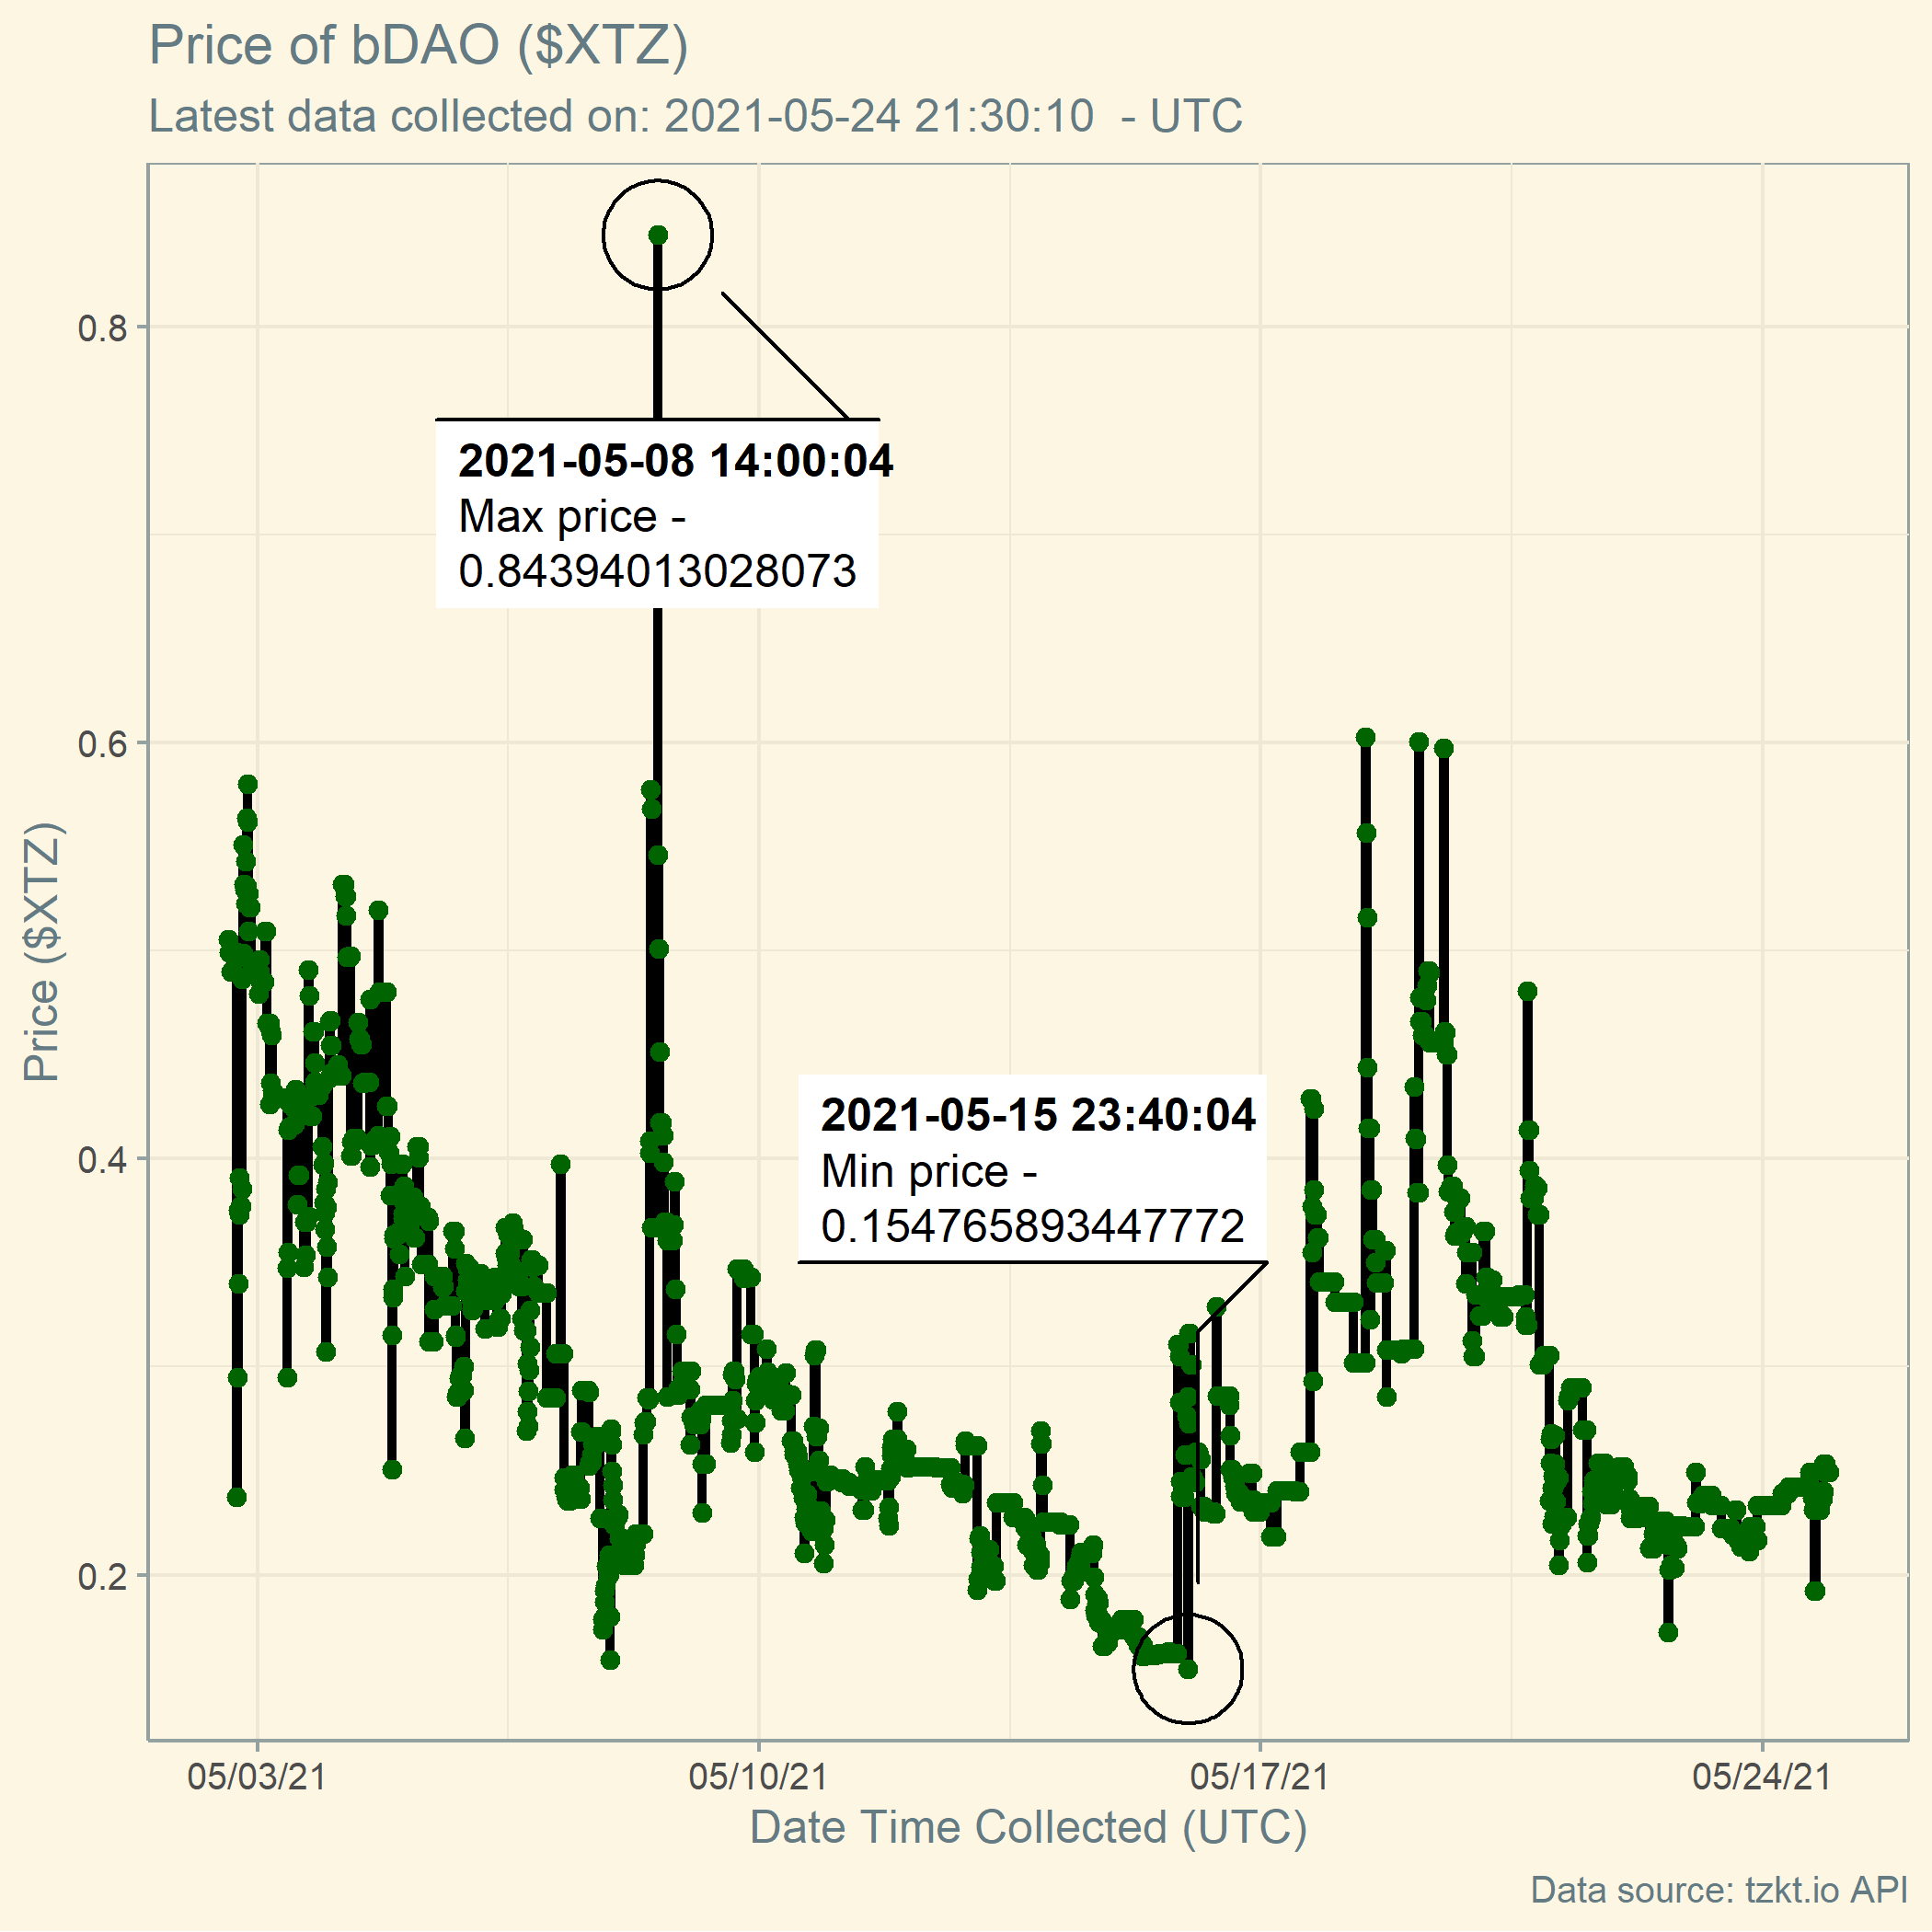 Price of bDAO ($XTZ)
Latest data collected on: 2021-05-24 21:30:10  - UTC
2021-05-08 14:00:04
Max price -
0.84394013028073
2021-05-15 23:40:04
Min price -
0.154765893447772
Price ($XTZ)
0.8
0.6
0.4
0.2
05/03/21 05/10/21 05/17/21 05/24/21
Date Time Collected (UTC)
Data source: tzkt.io API